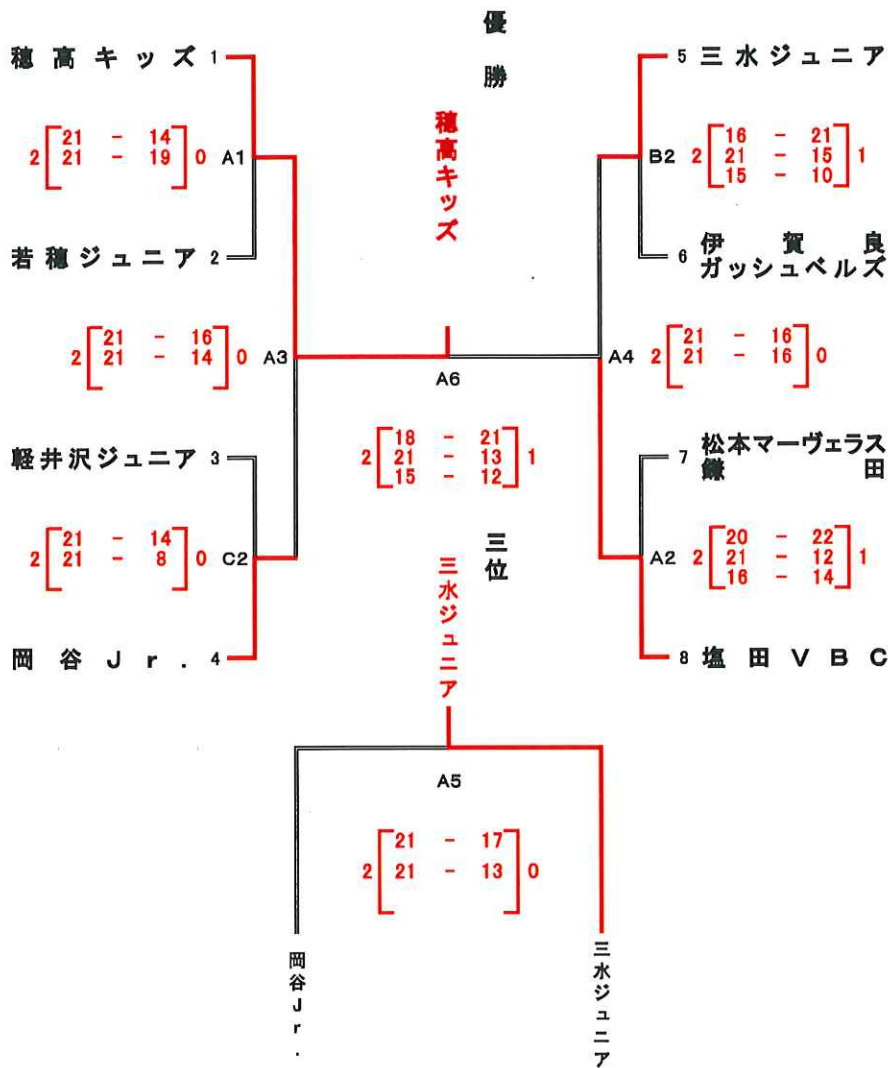 優勝
穂高キッズ
穂高キッズ 1
2 [21 - 14] 0 A1
21 - 19
若穂ジュニア 2
2 [21 - 16] 0 A3
21 - 14
軽井沢ジュニア 3
2 [21 - 14] 0 C2
21 - 8
岡谷Jr. 4
5 三水ジュニア
B2 2 [16 - 21] 1
21 - 15
15 - 10
6 伊賀良
ガッシュベルズ
A4 2 [21 - 16] 0
21 - 16
7 松本マーヴェラス
鎌田
A2 2 [20 - 22] 1
21 - 12
16 - 14
8 塩田VBC
A6
2 [18 - 21] 1
21 - 13
15 - 12
三位
三水ジュニア
A5
2 [21 - 17] 0
21 - 13
岡谷Jr.
三水ジュニア